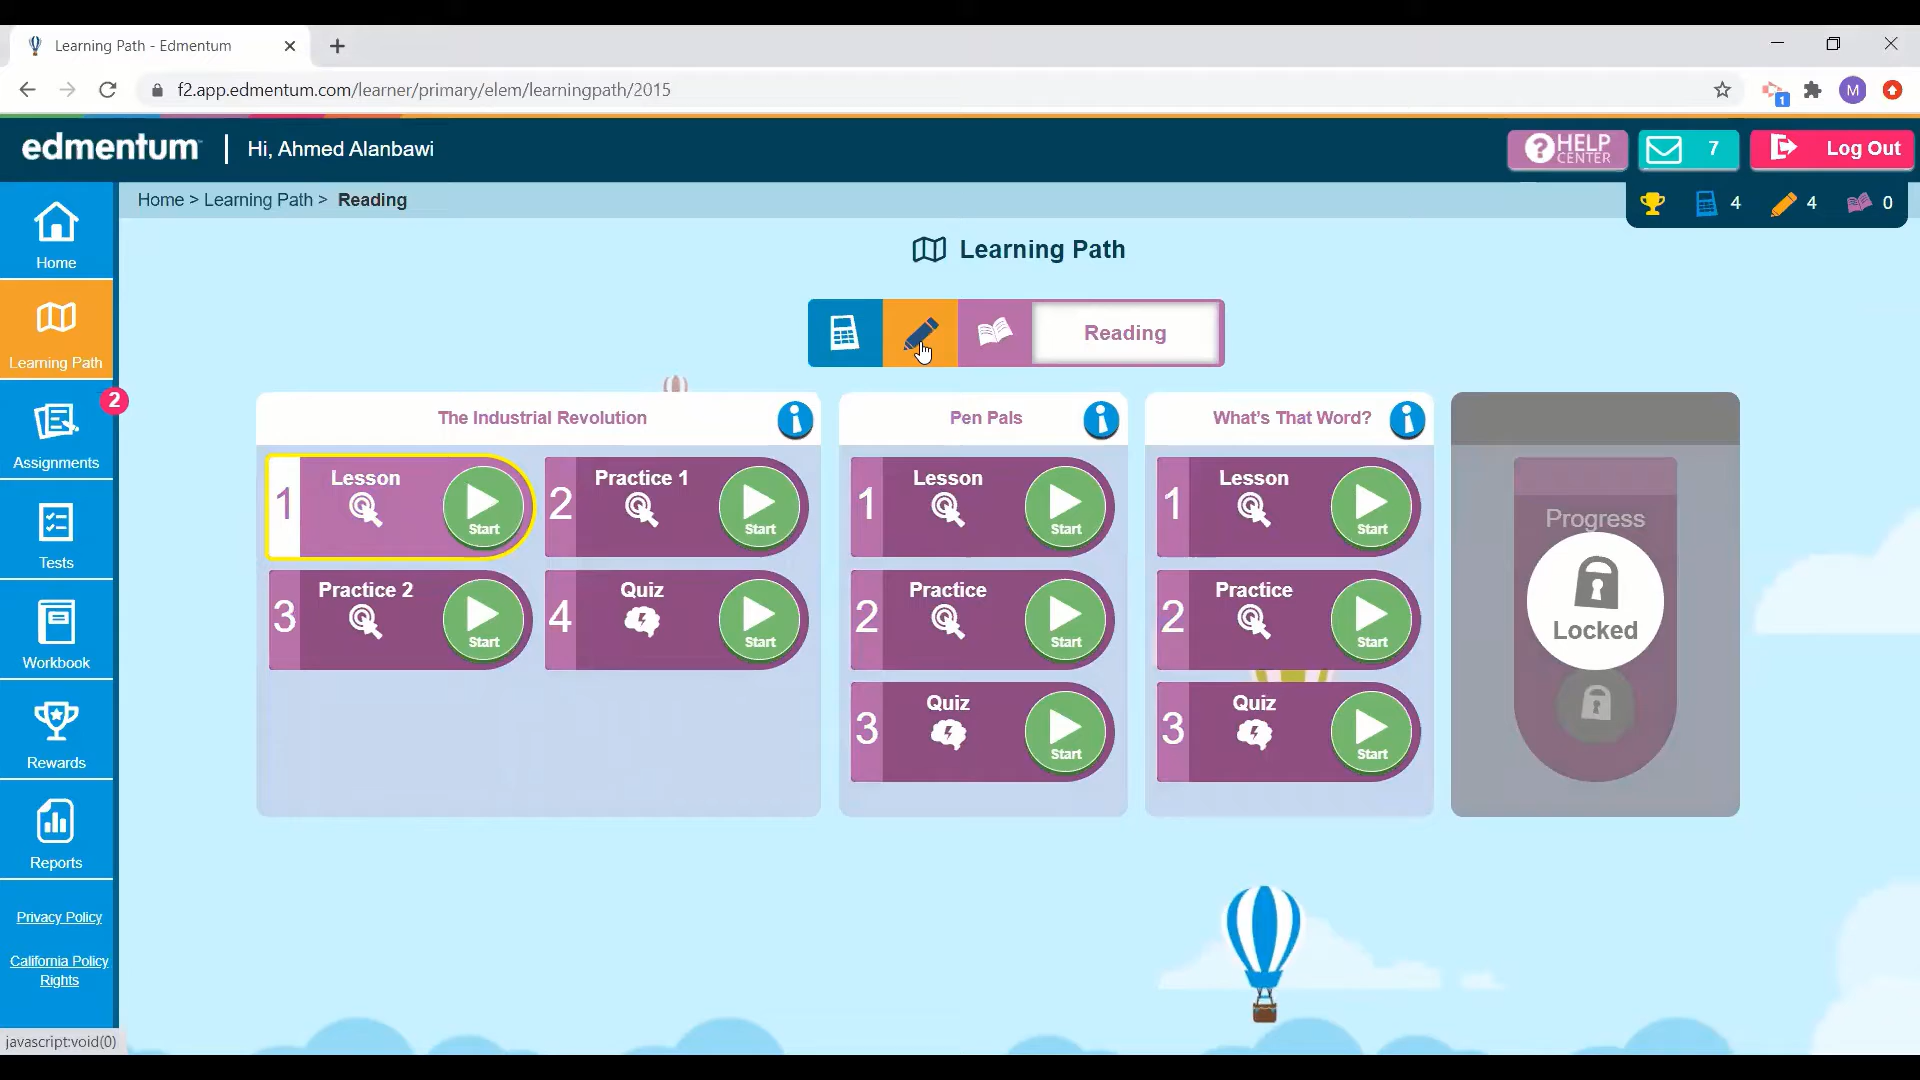 Learning Path - Edmentum
f2.app.edmentum.com/learner/primary/elem/learningpath/2015
M
1
edmentum
Hi, Ahmed Alanbawi
HELP CENTER
7
Log Out
Home > Learning Path > Reading
4
4
0
Home
Learning Path
2
Assignments
Tests
Workbook
Rewards
Reports
Privacy Policy
California Policy
Rights
javascript:void(0)
Learning Path
Reading
The Industrial Revolution
1
Lesson
Start
2
Practice 1
Start
3
Practice 2
Start
4
Quiz
Start
Pen Pals
1
Lesson
Start
2
Practice
Start
3
Quiz
Start
What's That Word?
1
Lesson
Start
2
Practice
Start
3
Quiz
Start
Progress
Locked